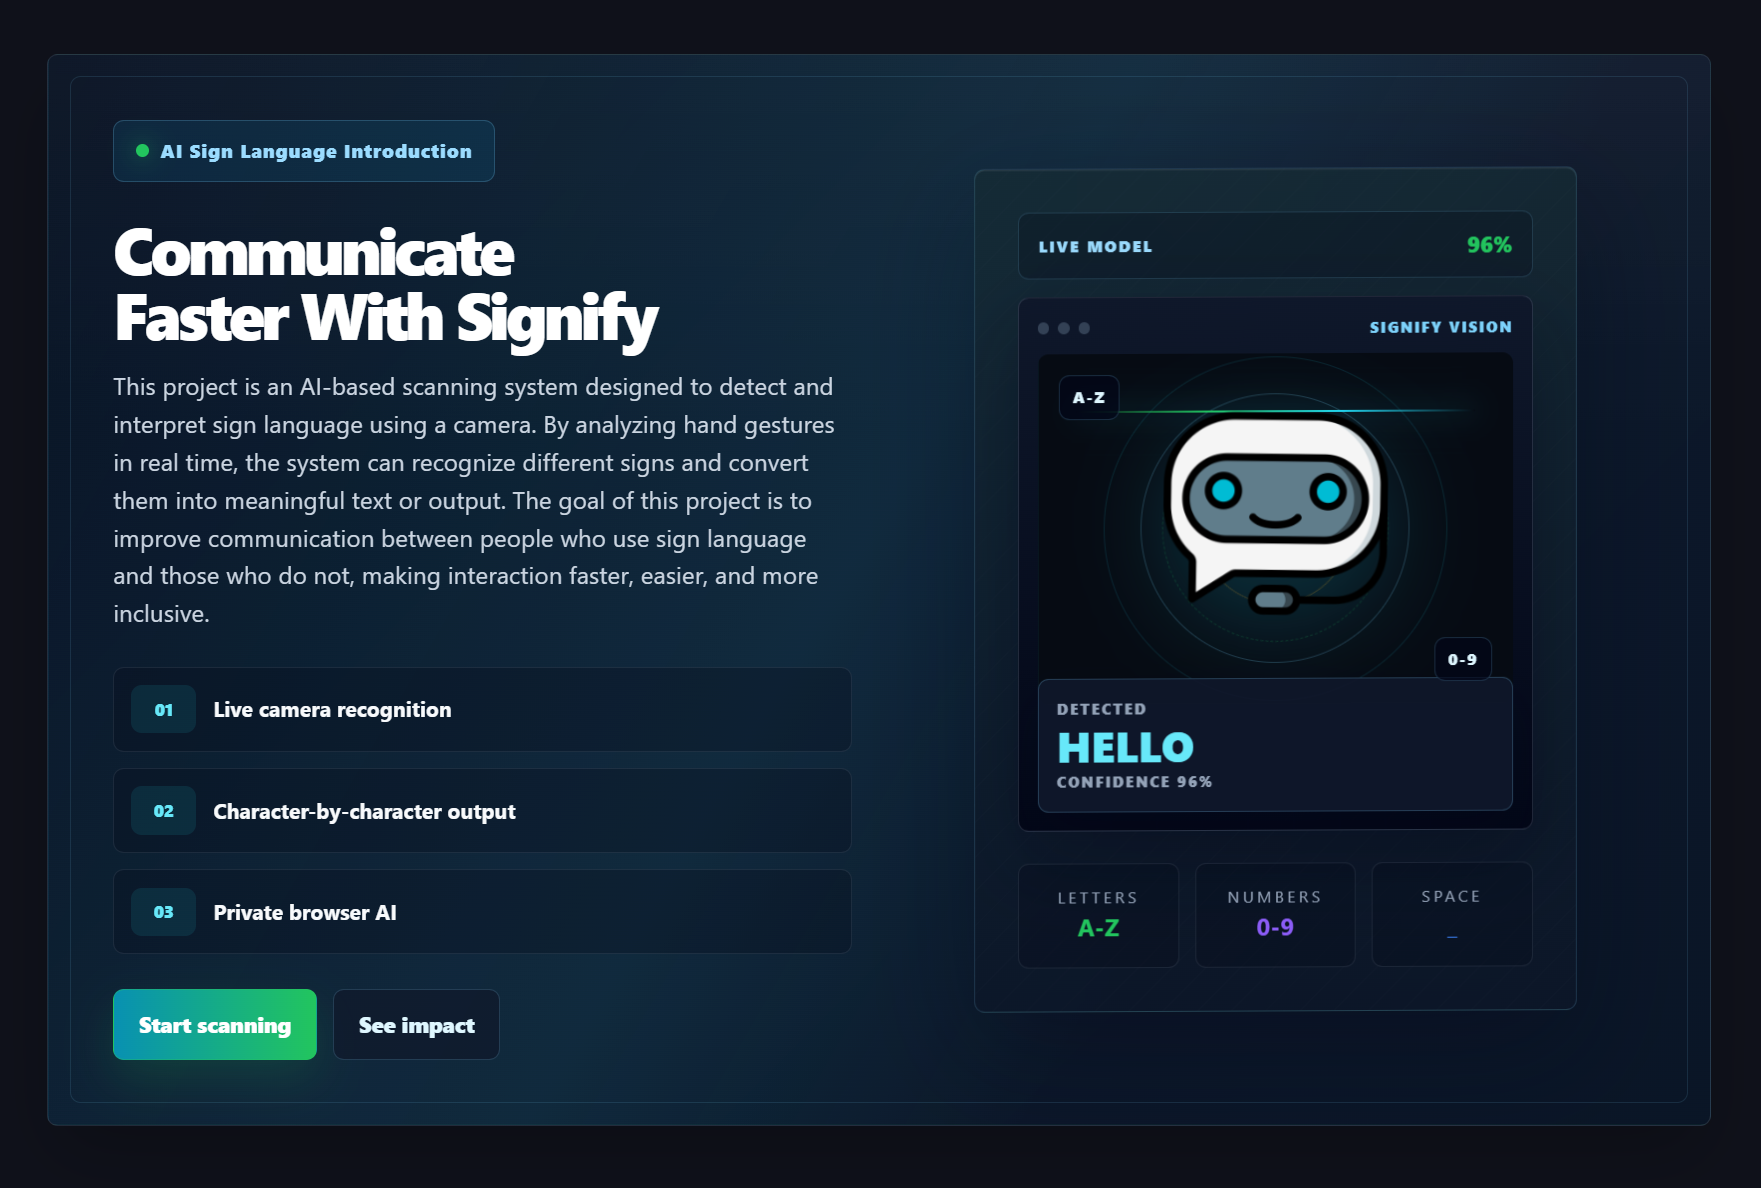 AI Sign Language Introduction
Communicate
Faster With Signify
This project is an AI-based scanning system designed to detect and
interpret sign language using a camera. By analyzing hand gestures
in real time, the system can recognize different signs and convert
them into meaningful text or output. The goal of this project is to
improve communication between people who use sign language
and those who do not, making interaction faster, easier, and more
inclusive.
01 Live camera recognition
02 Character-by-character output
03 Private browser AI
Start scanning
See impact
LIVE MODEL 96%
SIGNIFY VISION
A-Z
0-9
DETECTED
HELLO
CONFIDENCE 96%
LETTERS
A-Z
NUMBERS
0-9
SPACE
_